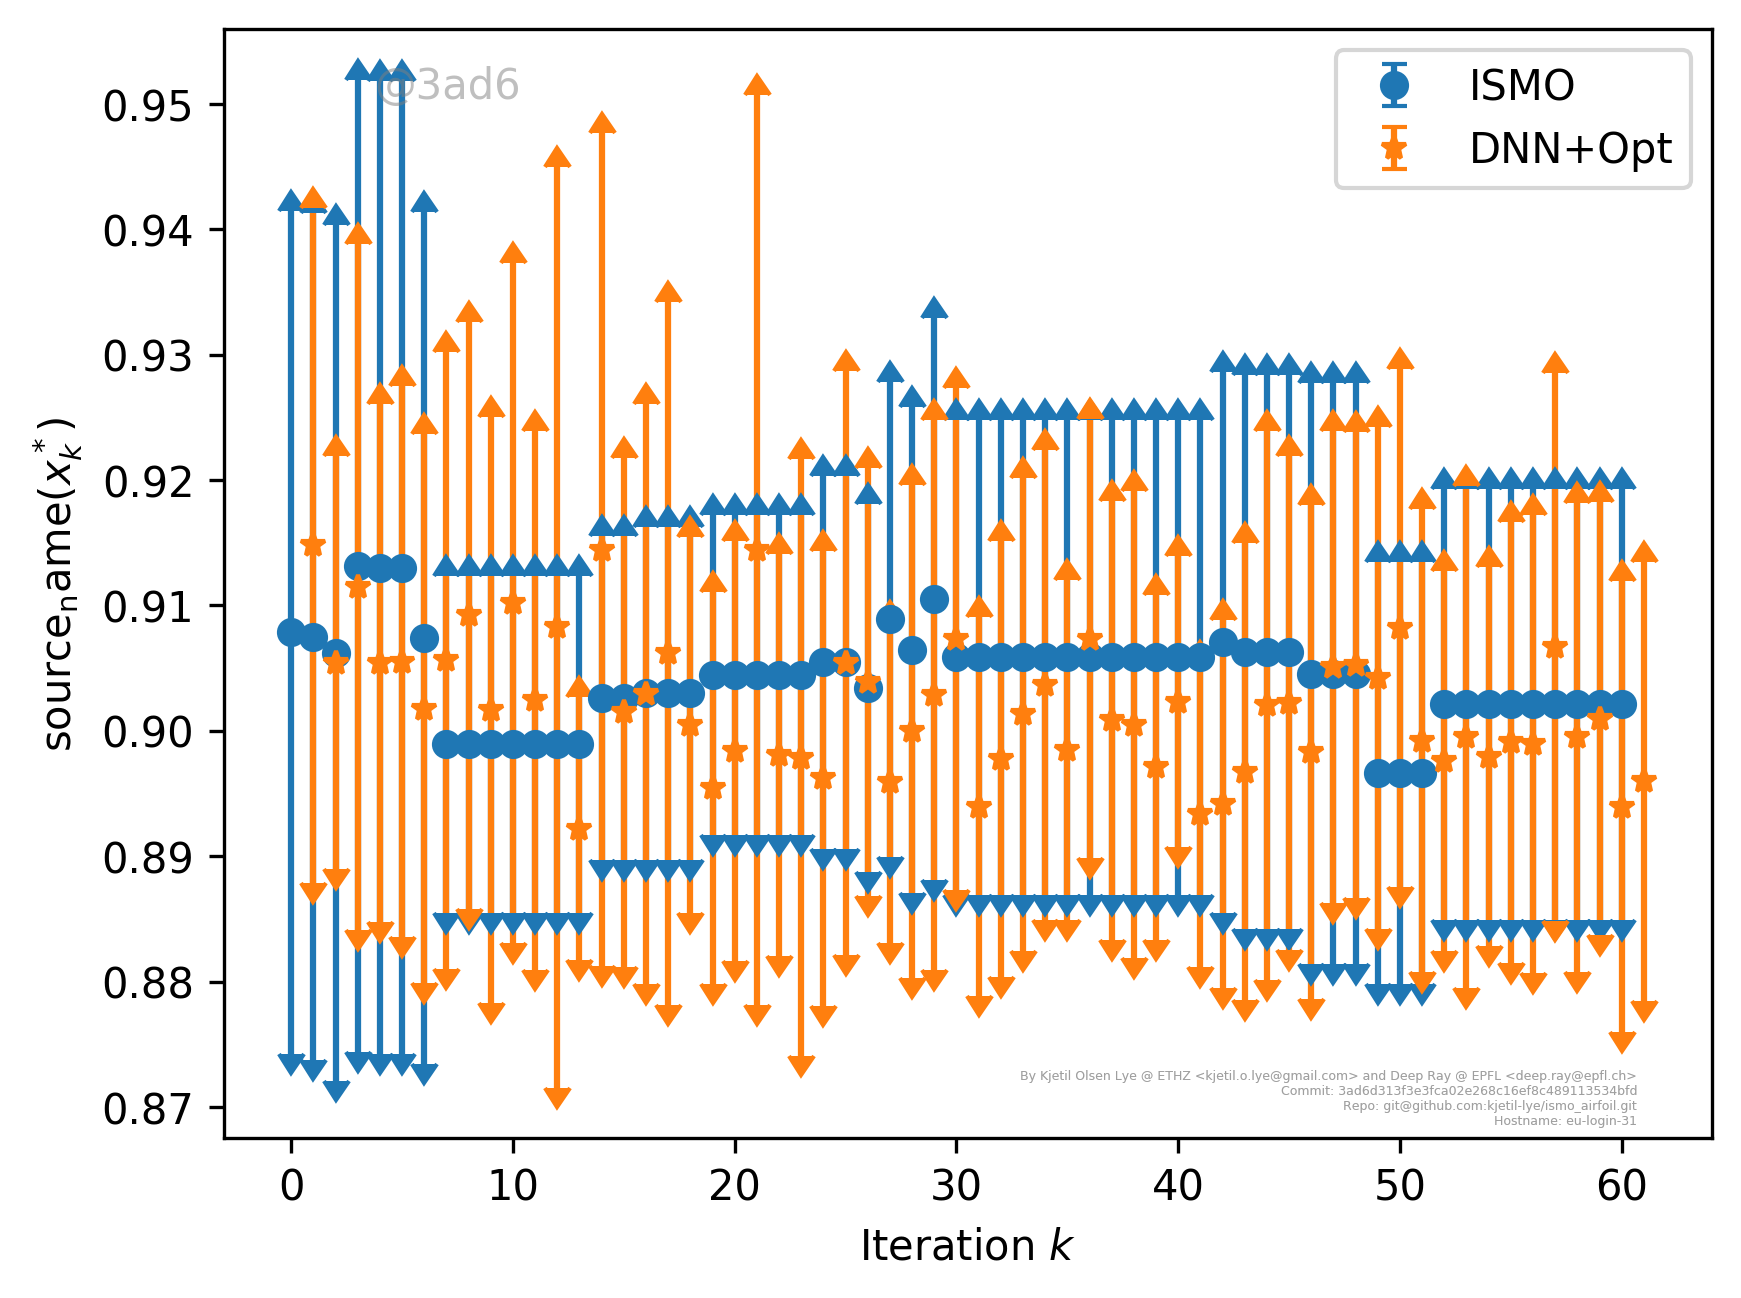 @3ad6
ISMO
DNN+Opt
0.95
0.94
0.93
0.92
0.91
0.90
0.89
0.88
0.87
source_name(x_k^*)
By Kjetil Olsen Lye @ ETHZ <kjetil.o.lye@gmail.com> and Deep Ray @ EPFL <deep.ray@epfl.ch>
Commit: 3ad6d313f3e3fca02e268c16ef8c489113534bfd
Repo: git@github.com:kjetil-lye/ismo_airfoil.git
Hostname: eu-login-31
0 10 20 30 40 50 60
Iteration k